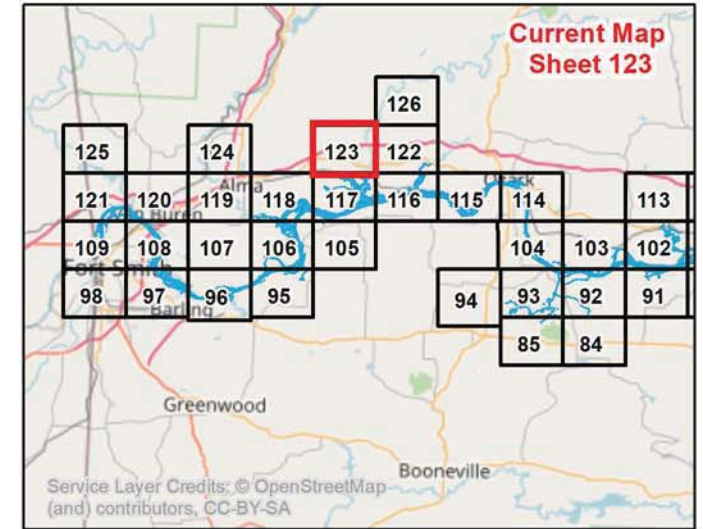 Current Map
Sheet 123
126
125 124 123 122
121 120 119 118 117 116 115 114 113
Alma
Ozark
Van Buren
109 108 107 106 105 104 103 102
Fort Smith
98 97 96 95 94 93 92 91
Barling
85 84
Greenwood
Booneville
Service Layer Credits: © OpenStreetMap
(and) contributors, CC-BY-SA